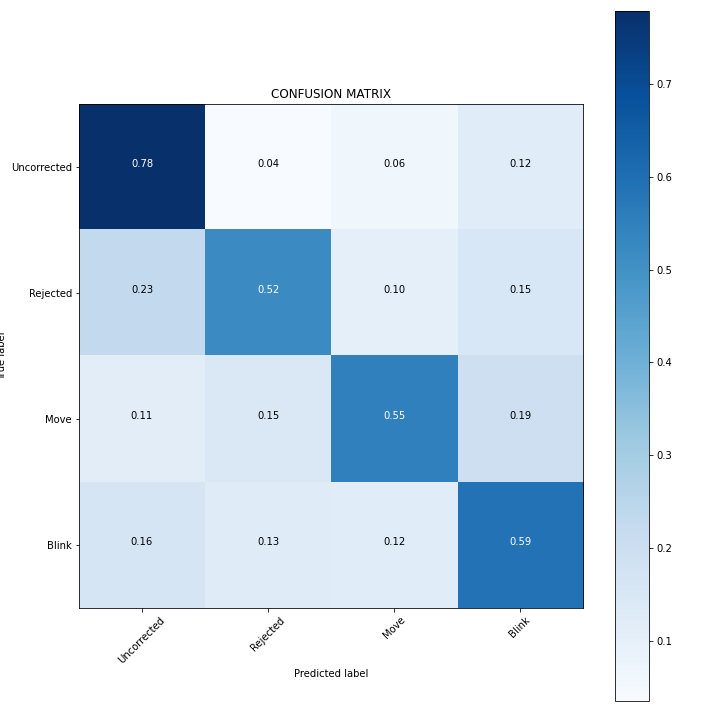 CONFUSION MATRIX
Uncorrected 0.78 0.04 0.06 0.12
Rejected 0.23 0.52 0.10 0.15
Move 0.11 0.15 0.55 0.19
Blink 0.16 0.13 0.12 0.59
Uncorrected Rejected Move Blink
Predicted label
0.7
0.6
0.5
0.4
0.3
0.2
0.1